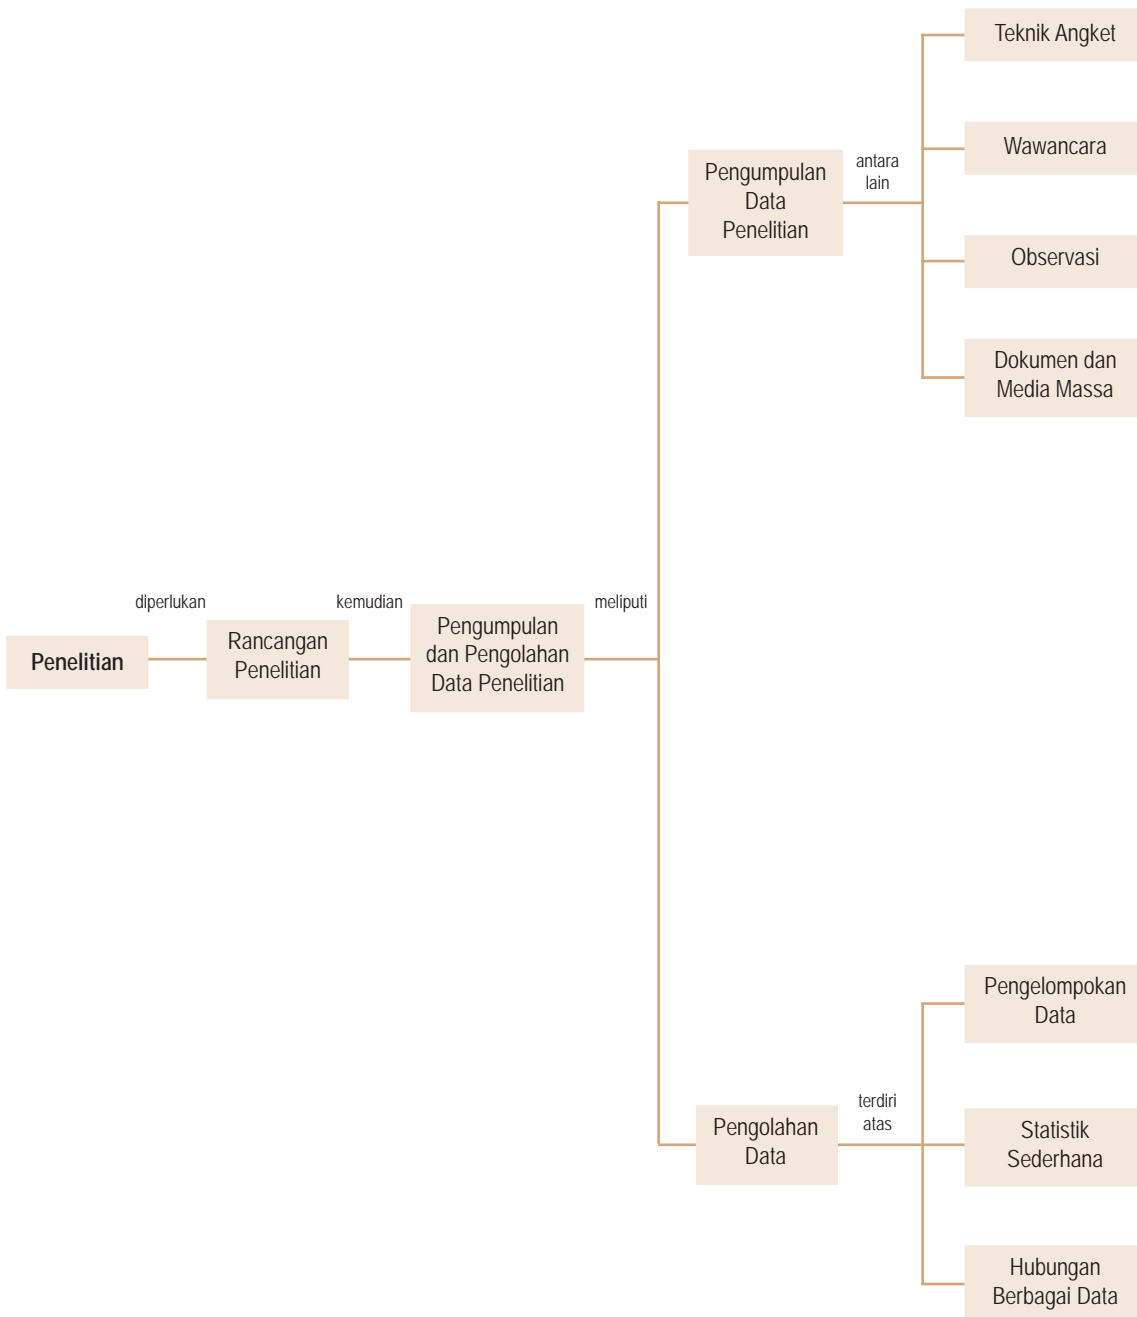 Penelitian
diperlukan
Rancangan
Penelitian
kemudian
Pengumpulan
dan Pengolahan
Data Penelitian
meliputi
Pengumpulan
Data
Penelitian
antara
lain
Teknik Angket
Wawancara
Observasi
Dokumen dan
Media Massa
Pengolahan
Data
terdiri
atas
Pengelompokan
Data
Statistik
Sederhana
Hubungan
Berbagai Data